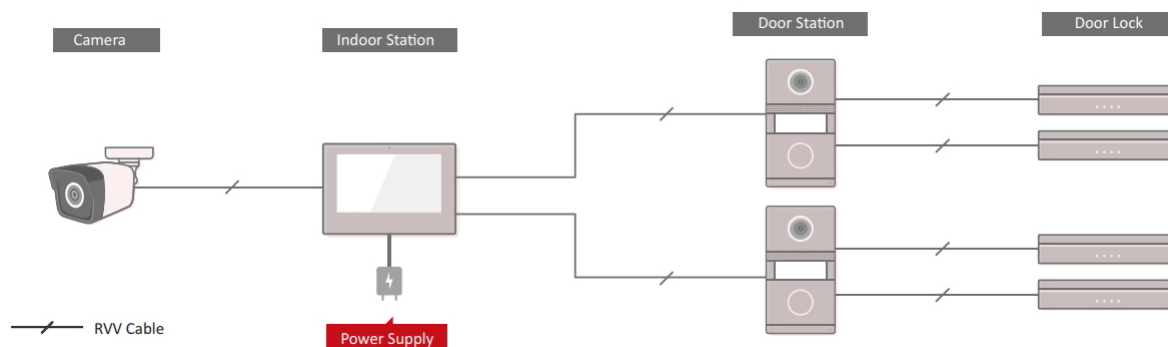 Camera
Indoor Station
Door Station
Door Lock
RVV Cable
Power Supply